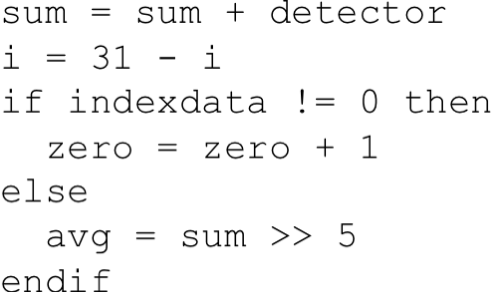 sum = sum + detector
i = 31 - i
if indexdata != 0 then
  zero = zero + 1
else
  avg = sum >> 5
endif